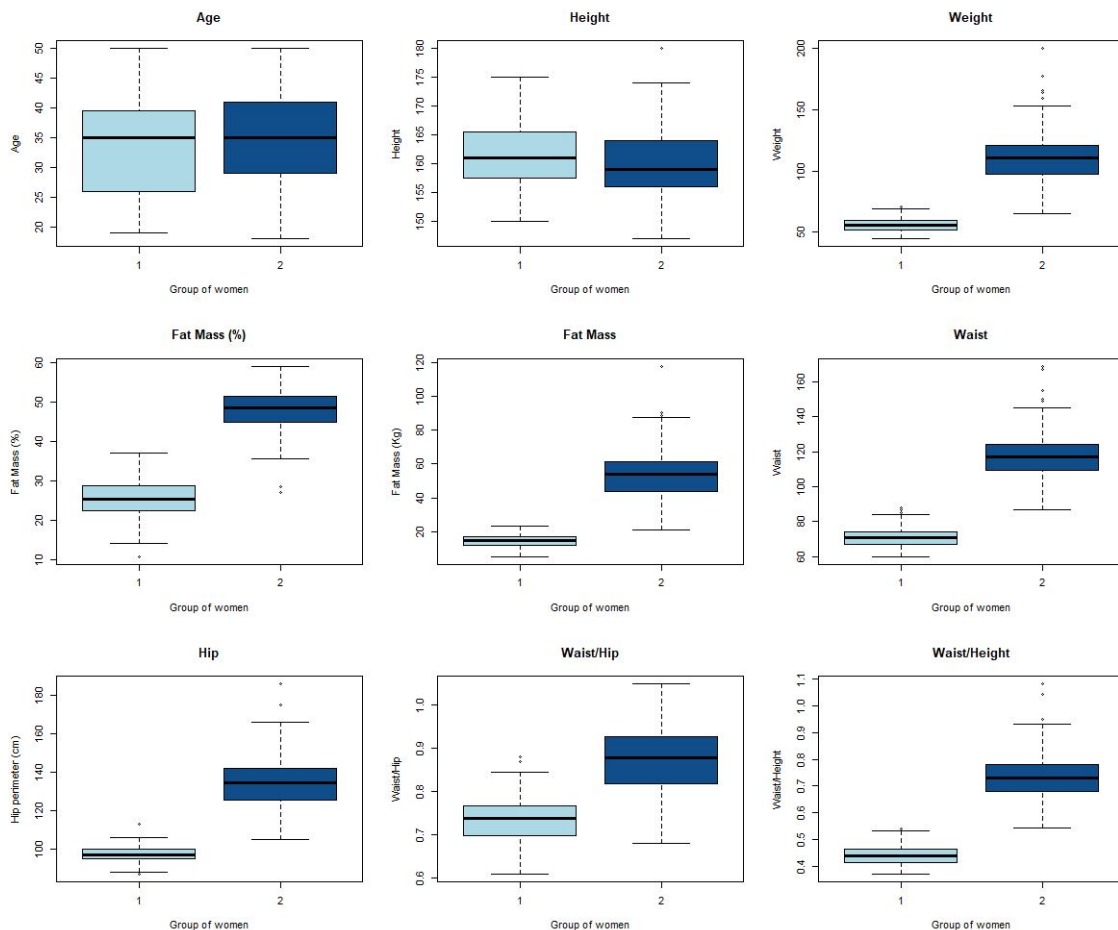 Age
Age
50
45
40
35
30
25
20
1
2
Group of women
Height
Height
180
175
170
165
160
155
150
1
2
Group of women
Weight
Weight
200
150
100
50
1
2
Group of women
Fat Mass (%)
Fat Mass (%)
60
50
40
30
20
10
1
2
Group of women
Fat Mass
Fat Mass (Kg)
120
100
80
60
40
20
1
2
Group of women
Waist
Waist
160
140
120
100
80
60
1
2
Group of women
Hip
Hip perimeter (cm)
180
160
140
120
100
1
2
Group of women
Waist/Hip
Waist/Hip
1.0
0.9
0.8
0.7
0.6
1
2
Group of women
Waist/Height
Waist/Height
1.1
1.0
0.9
0.8
0.7
0.6
0.5
0.4
1
2
Group of women